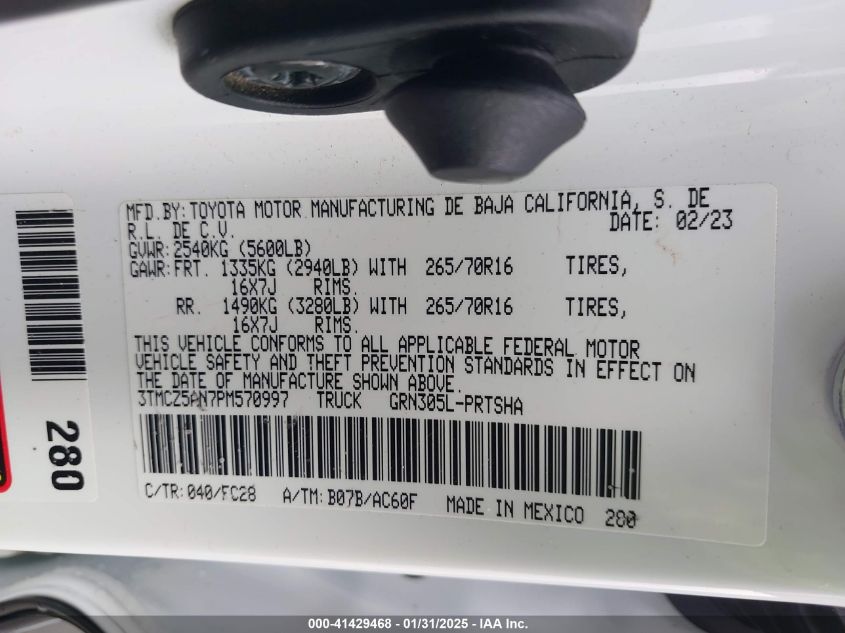 MFD.BY: TOYOTA MOTOR MANUFACTURING DE BAJA CALIFORNIA, S. DE
R.L. DE C.V. DATE: 02/23
GVWR: 2540KG (5600LB)
GAWR: FRT. 1335KG (2940LB) WITH 265/70R16 TIRES,
16X7J RIMS.
RR. 1490KG (3280LB) WITH 265/70R16 TIRES,
16X7J RIMS.
THIS VEHICLE CONFORMS TO ALL APPLICABLE FEDERAL MOTOR
VEHICLE SAFETY AND THEFT PREVENTION STANDARDS IN EFFECT ON
THE DATE OF MANUFACTURE SHOWN ABOVE.
3TMCZ5AN7PM570997 TRUCK GRN305L-PRTSHA
C/TR: 040/FC28 A/TM: B07B/AC60F MADE IN MEXICO 280
280
000-41429468 - 01/31/2025 - IAA Inc.